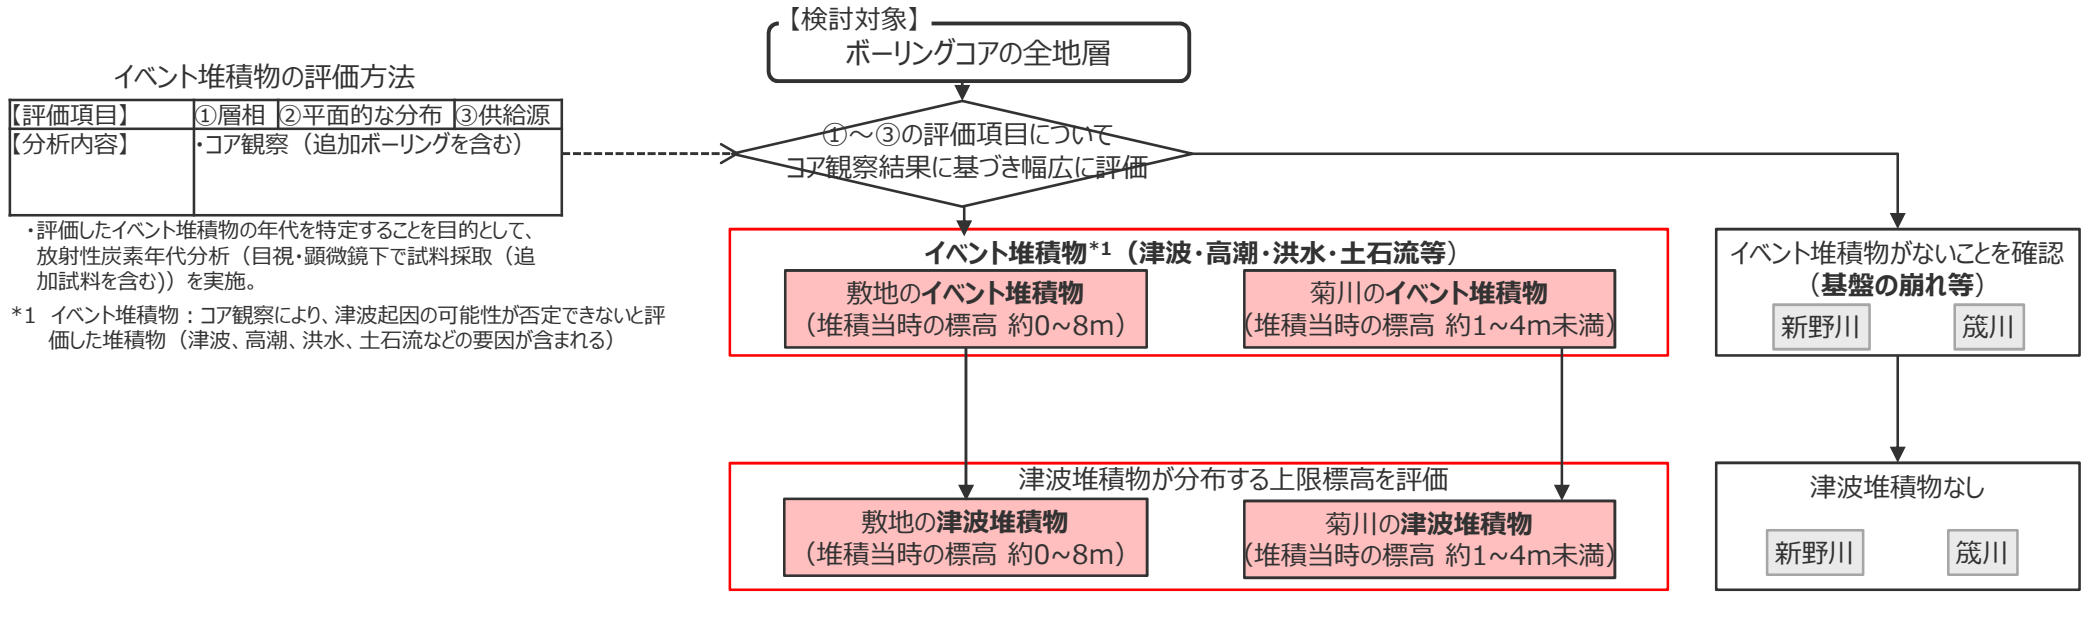 【検討対象】
ボーリングコアの全地層
イベント堆積物の評価方法
【評価項目】 ①層相 ②平面的な分布 ③供給源
【分析内容】 ・コア観察（追加ボーリングを含む）
①～③の評価項目について
コア観察結果に基づき幅広に評価
・評価したイベント堆積物の年代を特定することを目的として、
放射性炭素年代分析（目視・顕微鏡下で試料採取（追
加試料を含む)）を実施。
*1 イベント堆積物：コア観察により、津波起因の可能性が否定できないと評
価した堆積物（津波、高潮、洪水、土石流などの要因が含まれる）
イベント堆積物*1（津波・高潮・洪水・土石流等）
敷地のイベント堆積物
（堆積当時の標高 約0~8m）
菊川のイベント堆積物
（堆積当時の標高 約1~4m未満）
イベント堆積物がないことを確認
（基盤の崩れ等）
新野川 筬川
津波堆積物が分布する上限標高を評価
敷地の津波堆積物
（堆積当時の標高 約0~8m）
菊川の津波堆積物
（堆積当時の標高 約1~4m未満）
津波堆積物なし
新野川 筬川